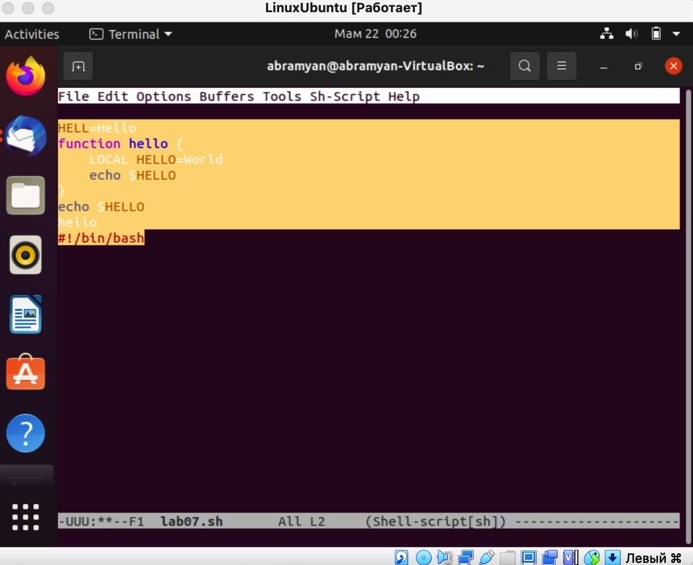 LinuxUbuntu [Работает]
Activities Terminal Мам 22 00:26
abramyan@abramyan-VirtualBox: ~
File Edit Options Buffers Tools Sh-Script Help
HELL=Hello
function hello {
    LOCAL HELLO=World
    echo $HELLO
}
echo $HELLO
hello
#!/bin/bash
-UUU:**--F1 lab07.sh All L2 (Shell-script[sh]) ---------------------
Левый ⌘